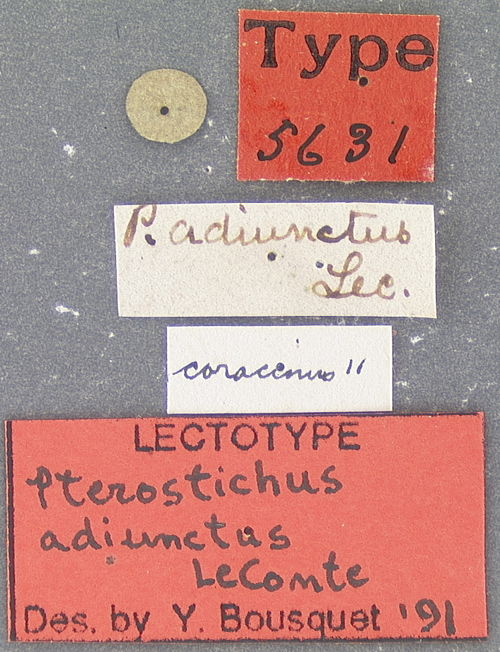 Type
5631
P. adiunctus
Lec.
coracinus"
LECTOTYPE
Pterostichus
adiunctus
LeConte
Des. by Y. Bousquet '91